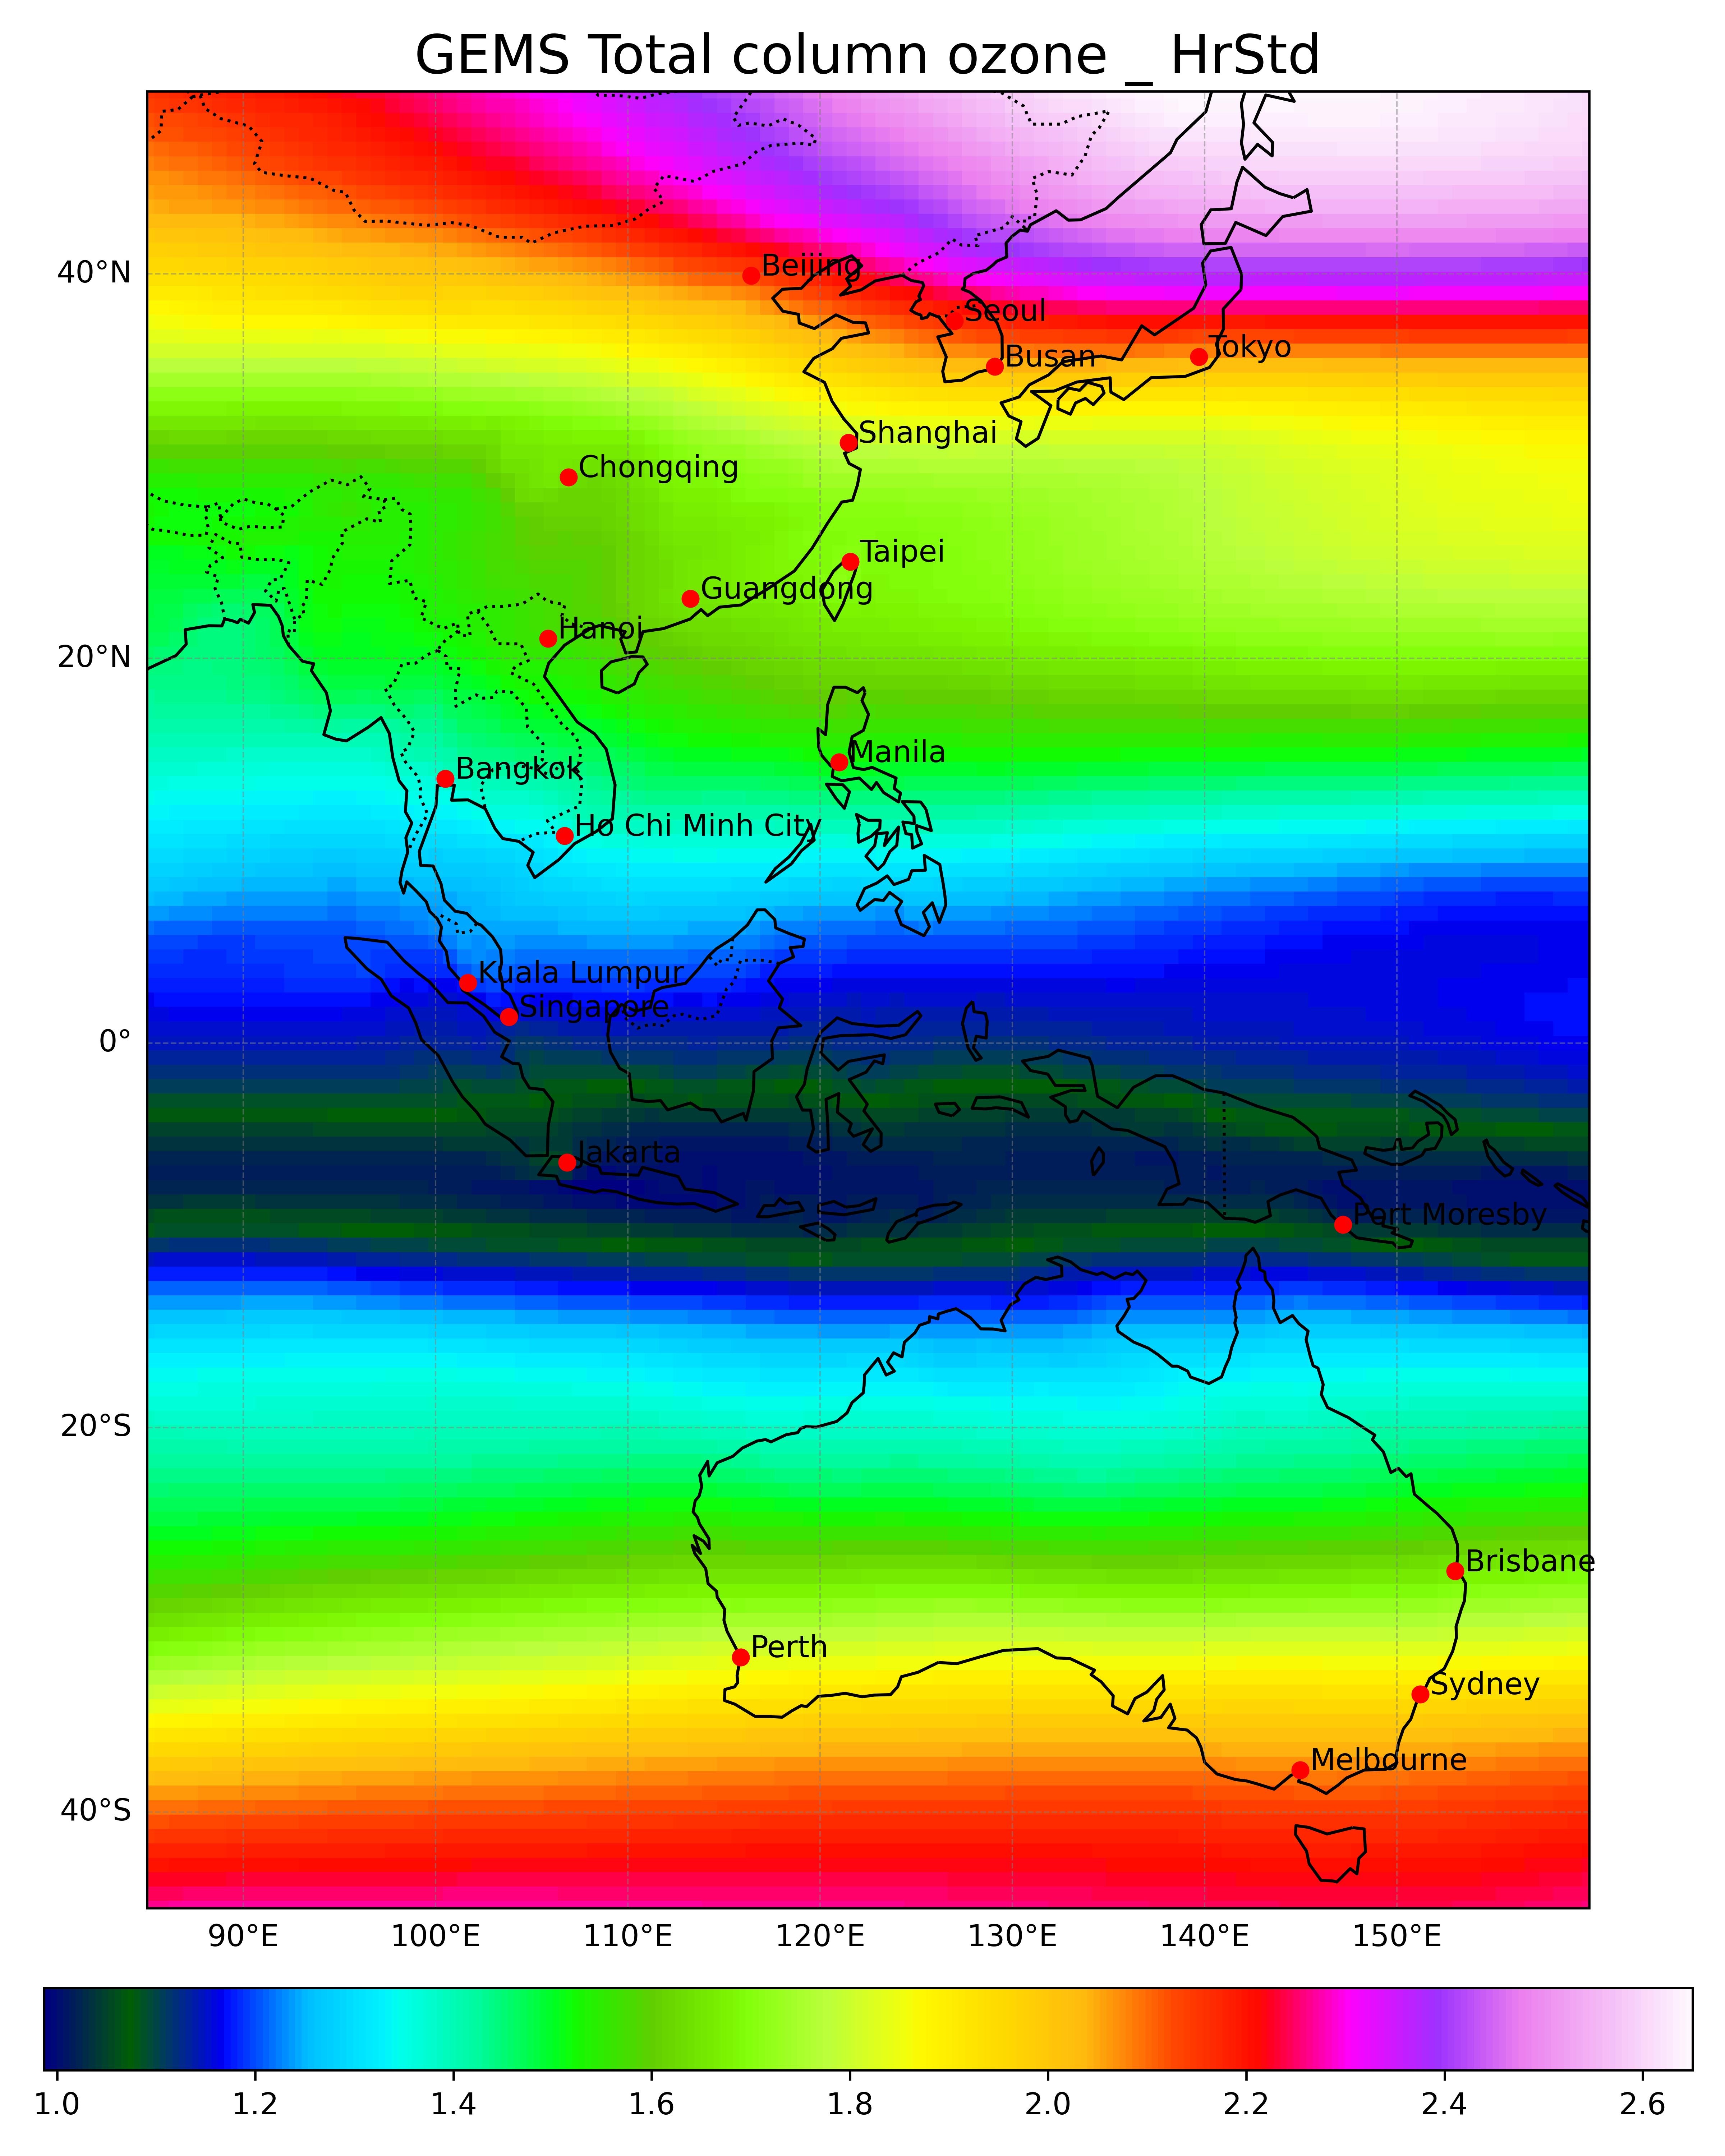 GEMS Total column ozone _ HrStd
40°N
Beijing
Seoul
Tokyo
Busan
Shanghai
Chongqing
Taipei
Guangdong
Hanoi
20°N
Manila
Bangkok
Ho Chi Minh City
Kuala Lumpur
Singapore
0°
Jakarta
Port Moresby
20°S
Brisbane
Perth
Sydney
Melbourne
40°S
90°E 100°E 110°E 120°E 130°E 140°E 150°E
1.0 1.2 1.4 1.6 1.8 2.0 2.2 2.4 2.6